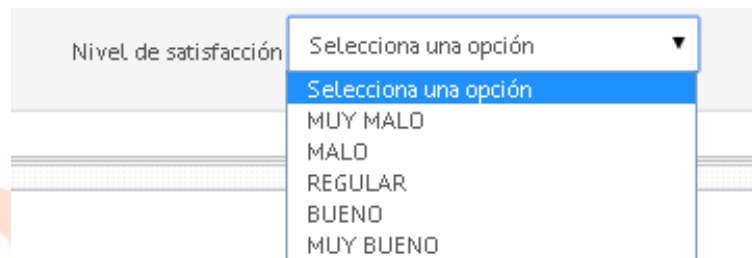 Nivel de satisfacción Selecciona una opción
Selecciona una opción
MUY MALO
MALO
REGULAR
BUENO
MUY BUENO